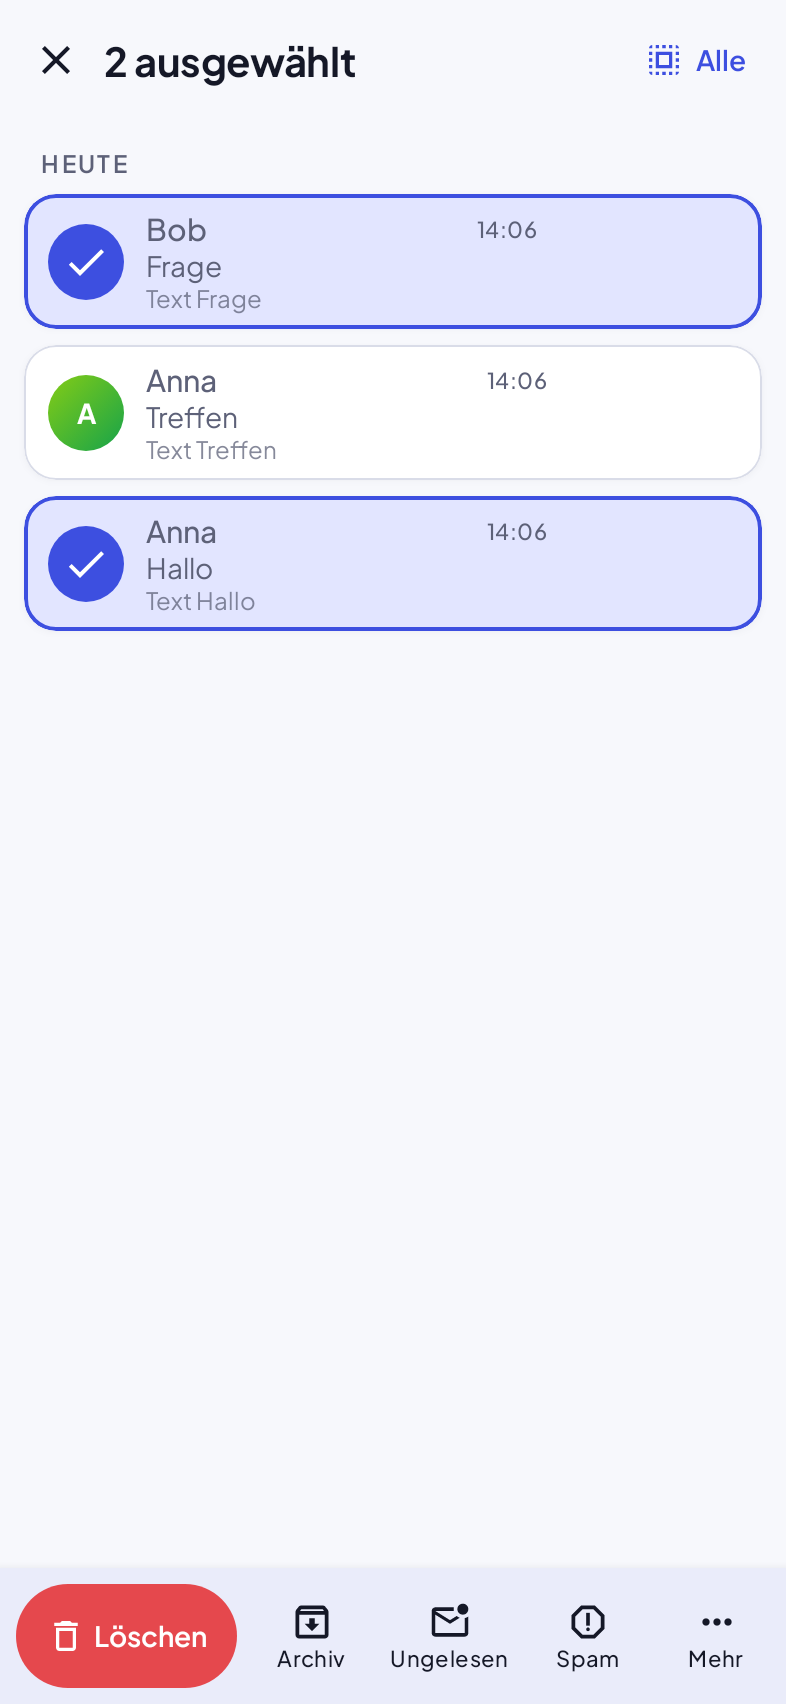 2 ausgewählt
Alle
HEUTE
Bob 14:06
Frage
Text Frage
A
Anna 14:06
Treffen
Text Treffen
Anna 14:06
Hallo
Text Hallo
Löschen
Archiv
Ungelesen
Spam
Mehr